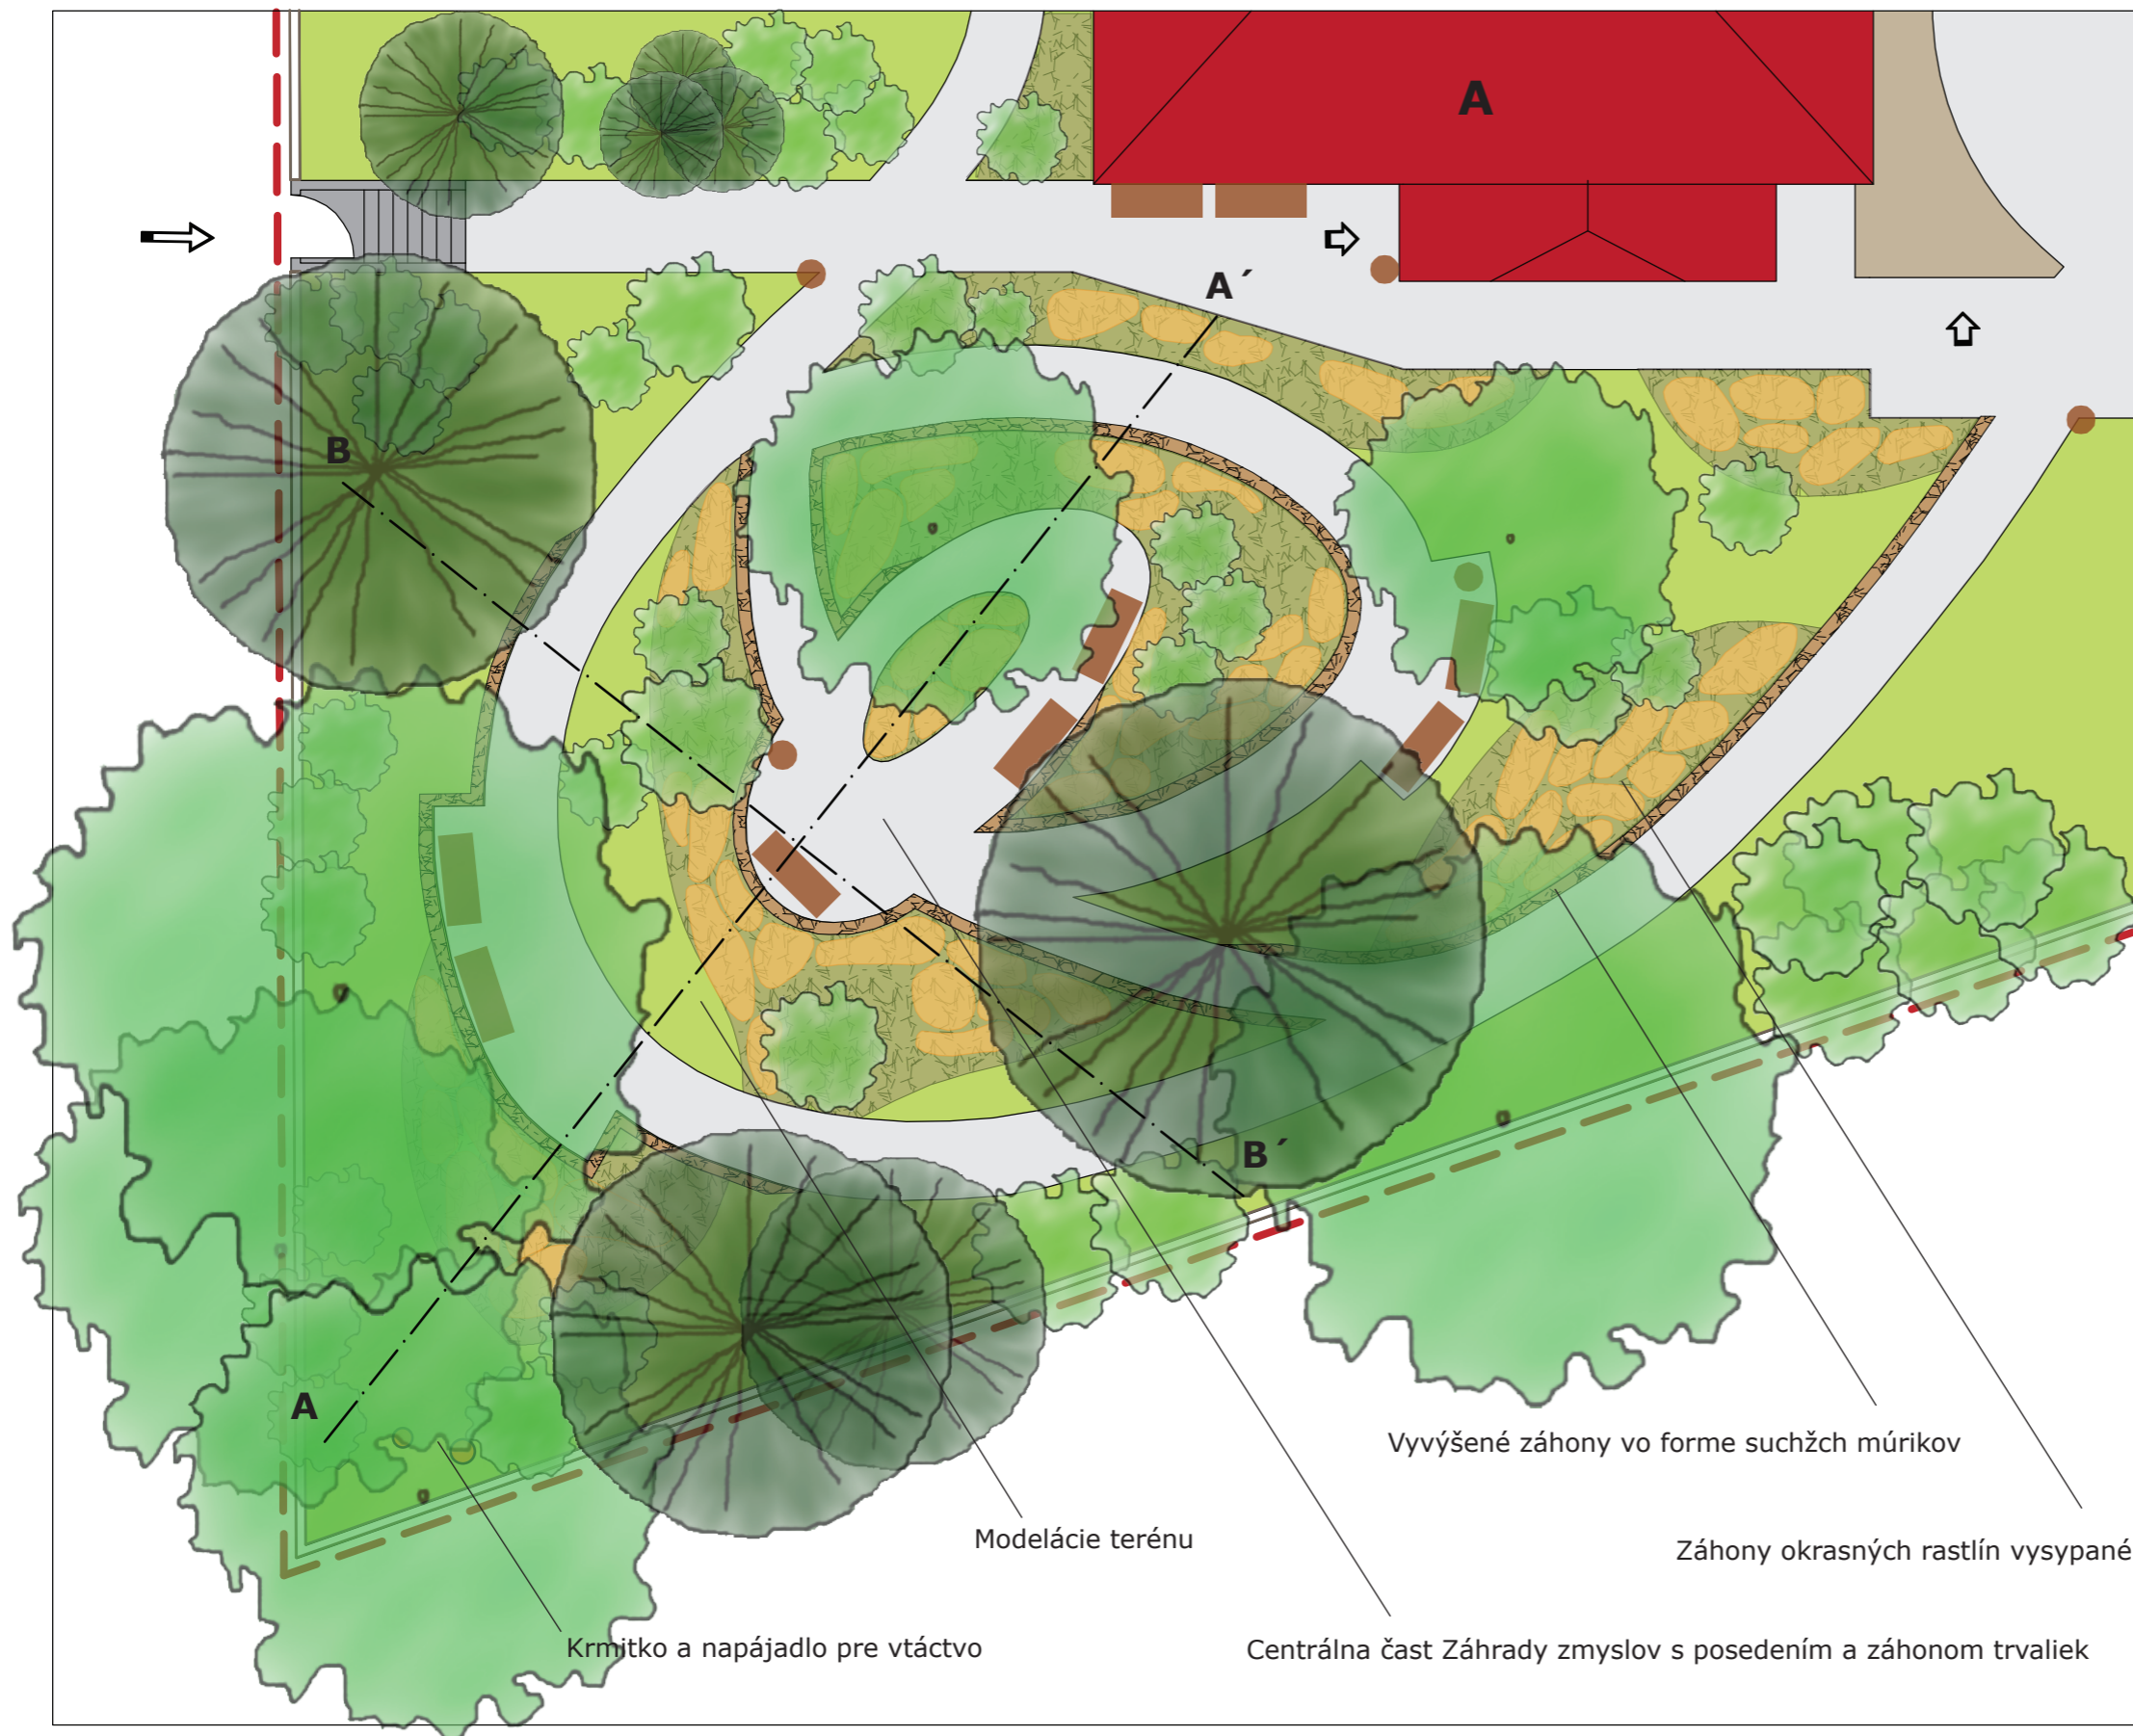 A
A´
B
B´
A
Vyvýšené záhony vo forme suchžch múrikov
Modelácie terénu
Záhony okrasných rastlín vysypané
Krmitko a napájadlo pre vtáctvo
Centrálna čast Záhrady zmyslov s posedením a záhonom trvaliek